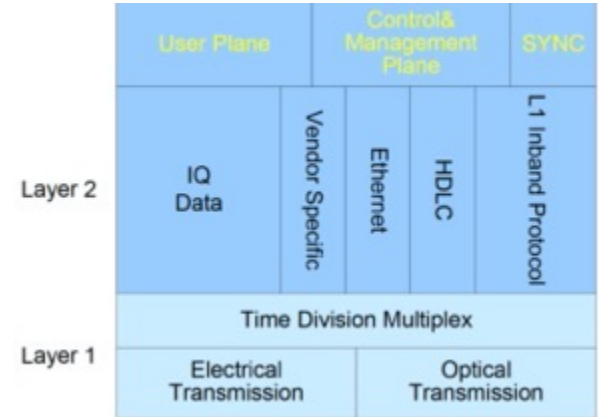 User Plane
Control&
Management
Plane
SYNC
Layer 2
IQ
Data
Vendor Specific
Ethernet
HDLC
L1 Inband Protocol
Time Division Multiplex
Layer 1
Electrical
Transmission
Optical
Transmission